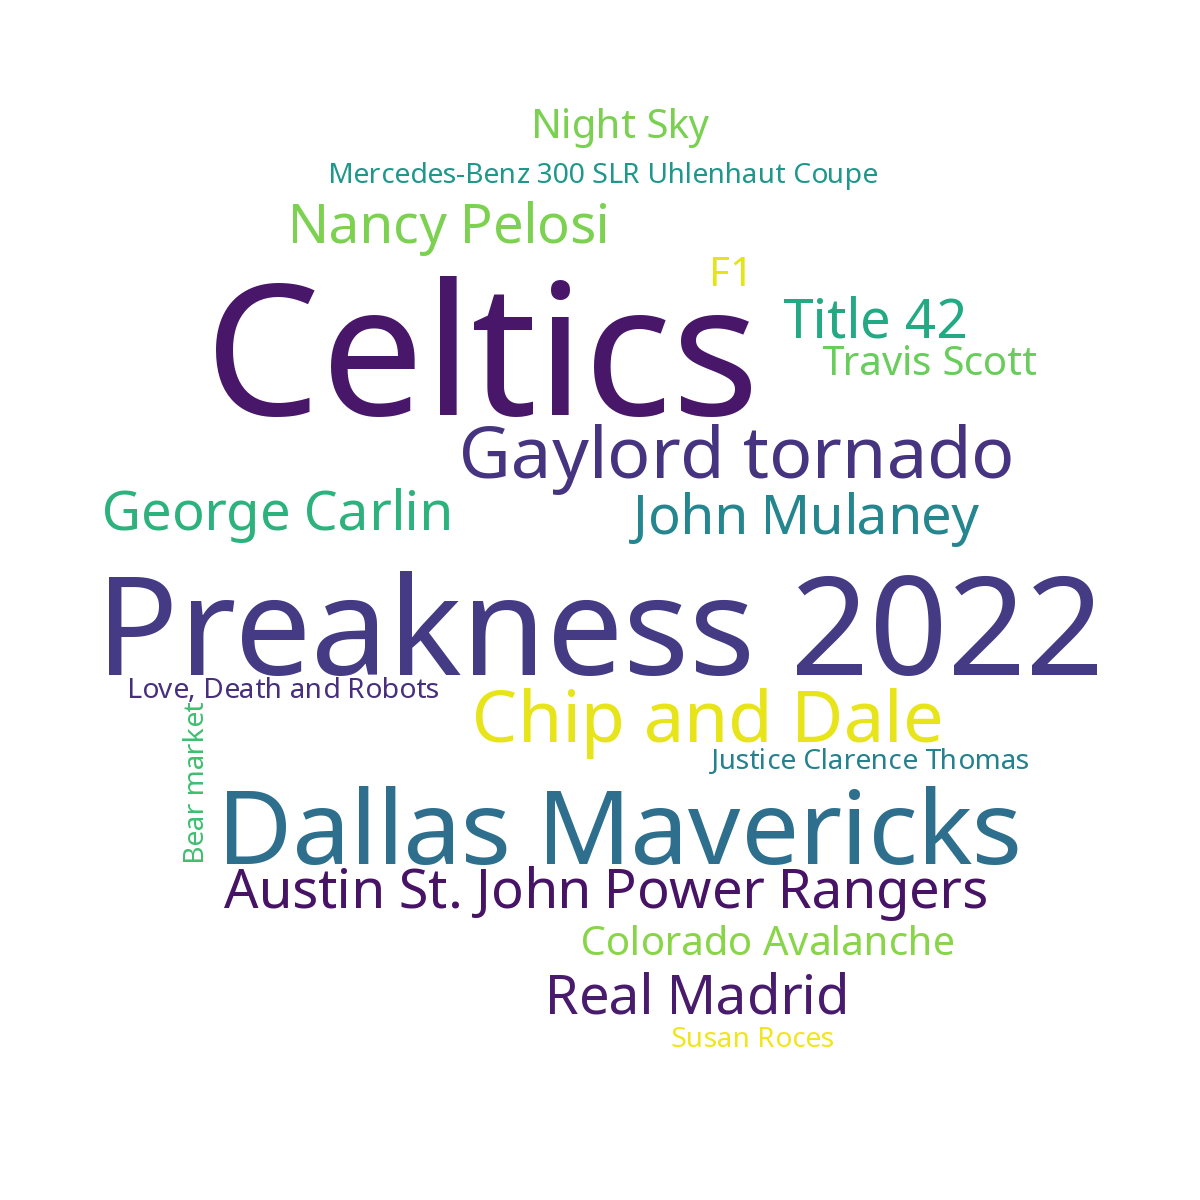 Night Sky
Mercedes-Benz 300 SLR Uhlenhaut Coupe
Nancy Pelosi
F1
Celtics
Title 42
Travis Scott
Gaylord tornado
George Carlin
John Mulaney
Preakness 2022
Love, Death and Robots
Chip and Dale
Bear market
Justice Clarence Thomas
Dallas Mavericks
Austin St. John Power Rangers
Colorado Avalanche
Real Madrid
Susan Roces